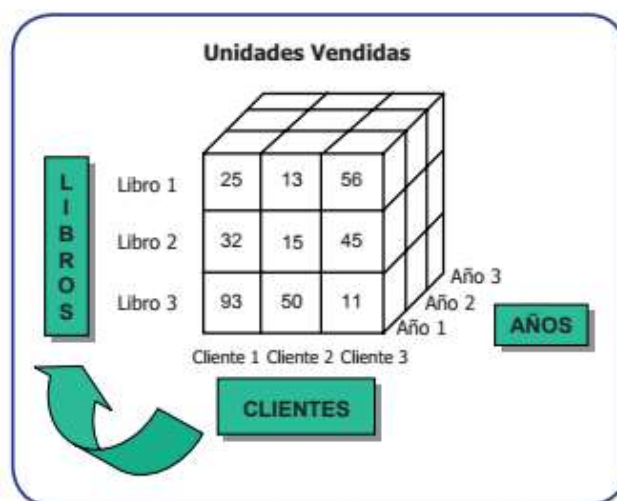 Unidades Vendidas
LIBROS
Libro 1 25 13 56
Libro 2 32 15 45
Libro 3 93 50 11
Año 3
Año 2
Año 1
AÑOS
Cliente 1 Cliente 2 Cliente 3
CLIENTES